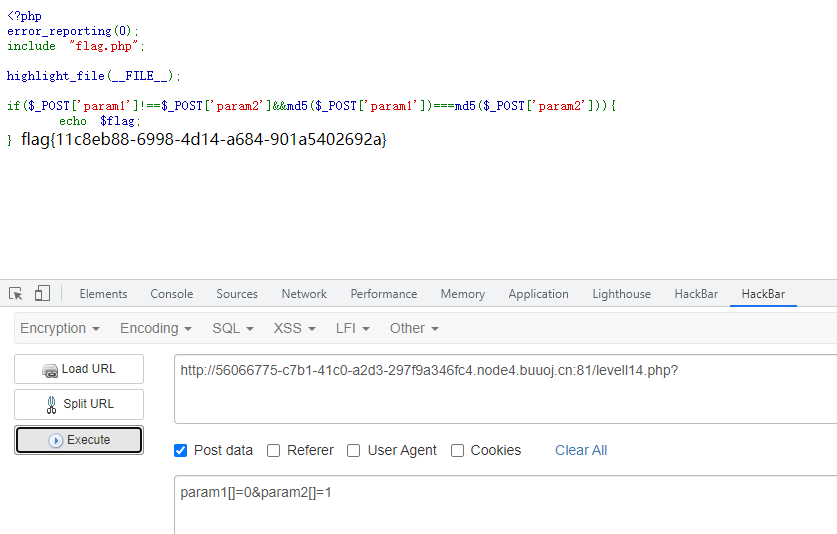 <?php
error_reporting(0);
include "flag.php";
highlight_file(__FILE__);
if($_POST['param1']!==$_POST['param2']&&md5($_POST['param1'])===md5($_POST['param2'])){
echo $flag;
} flag{11c8eb88-6998-4d14-a684-901a5402692a}
Elements Console Sources Network Performance Memory Application Lighthouse HackBar HackBar
Encryption Encoding SQL XSS LFI Other
Load URL
http://56066775-c7b1-41c0-a2d3-297f9a346fc4.node4.buuoj.cn:81/levell14.php?
Split URL
Execute
Post data Referer User Agent Cookies Clear All
param1[]=0&param2[]=1